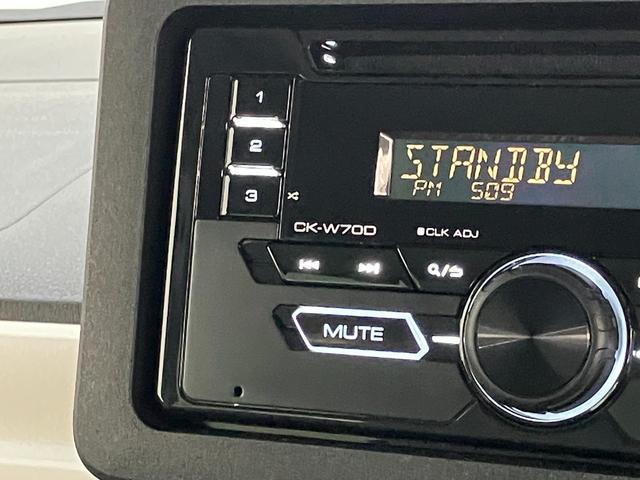 1
2
3
STANDBY
PM 509
CK-W70D
CLK ADJ
MUTE